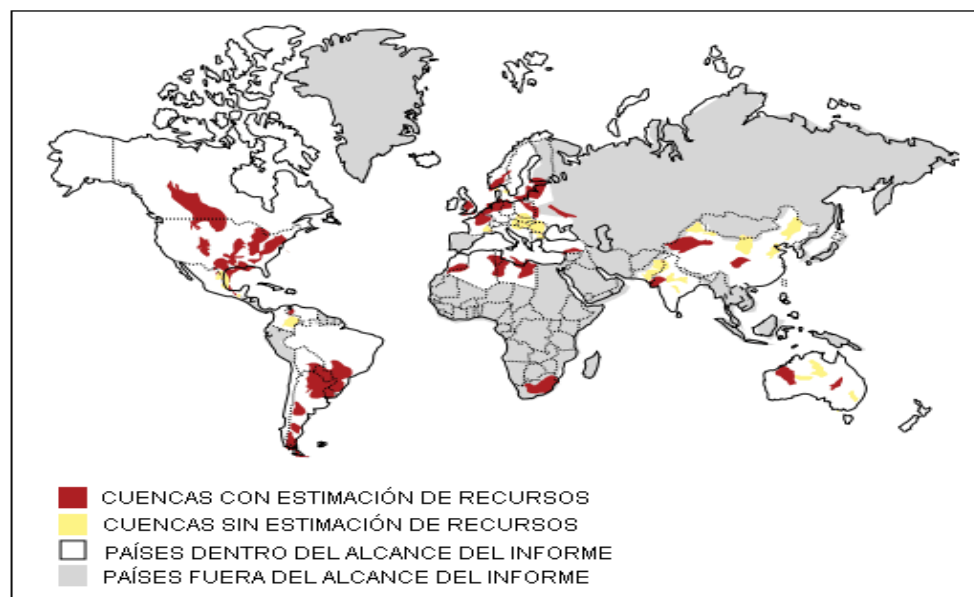 CUENCAS CON ESTIMACIÓN DE RECURSOS
CUENCAS SIN ESTIMACIÓN DE RECURSOS
PAÍSES DENTRO DEL ALCANCE DEL INFORME
PAÍSES FUERA DEL ALCANCE DEL INFORME